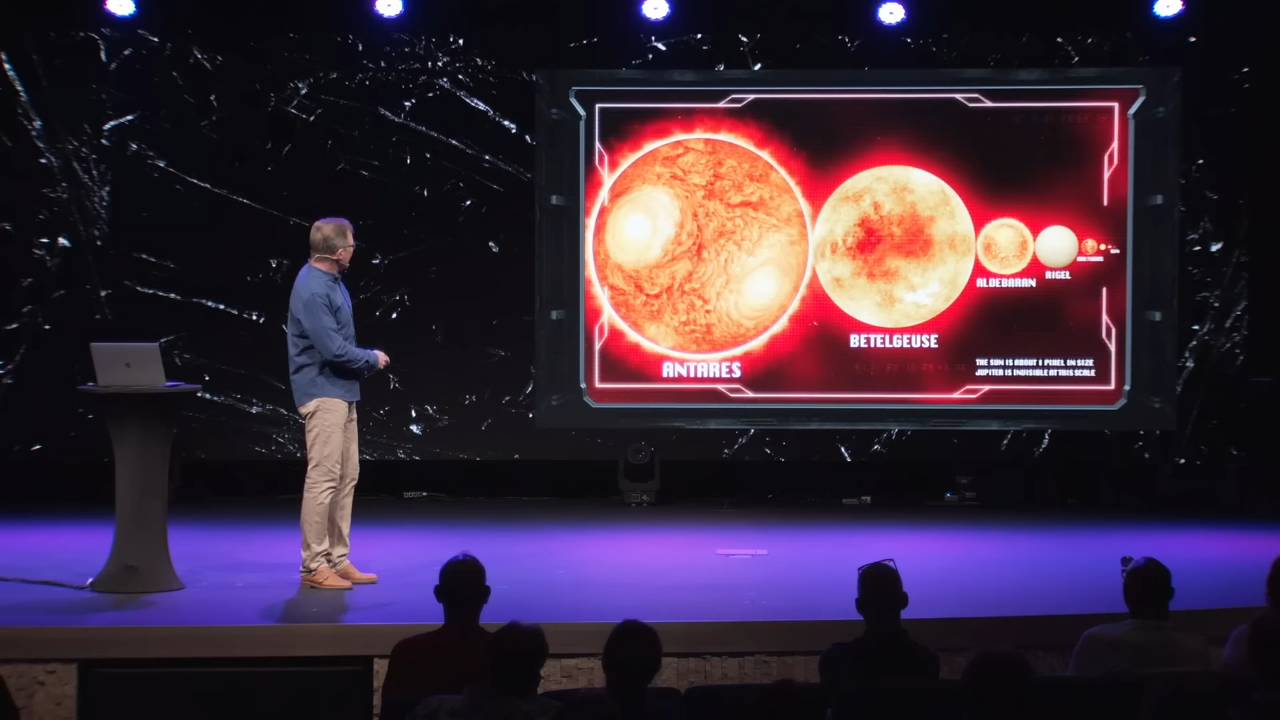 ANTARES
BETELGEUSE
ALDEBARAN
RIGEL
THE SUN IS ABOUT 1 PIXEL IN SIZE
JUPITER IS INVISIBLE AT THIS SCALE